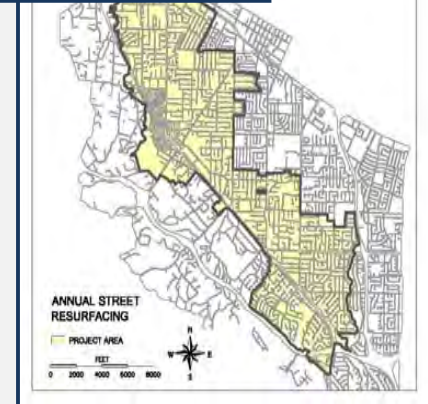 ANNUAL STREET
RESURFACING
PROJECT AREA
N
W E
S
FEET
0 2000 4000 6000 8000